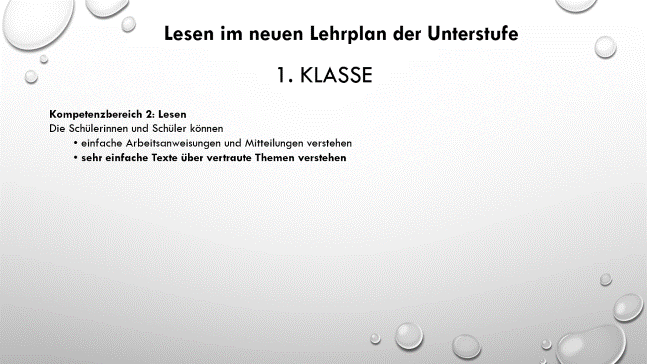 Lesen im neuen Lehrplan der Unterstufe
1. KLASSE
Kompetenzbereich 2: Lesen
Die Schülerinnen und Schüler können
• einfache Arbeitsanweisungen und Mitteilungen verstehen
• sehr einfache Texte über vertraute Themen verstehen